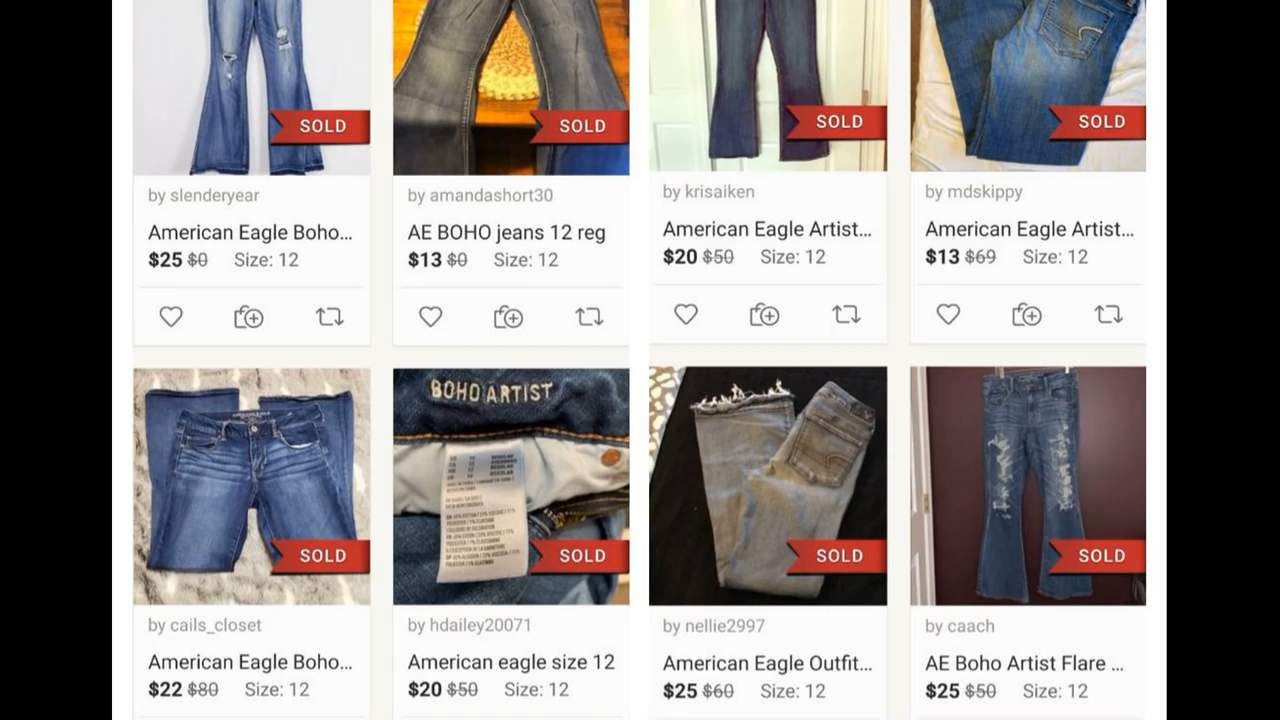 SOLD
SOLD
SOLD
SOLD
by slenderyear
by amandashort30
by krisaiken
by mdskippy
American Eagle Boho...
AE BOHO jeans 12 reg
American Eagle Artist...
American Eagle Artist...
$25 $0 Size: 12
$13 $0 Size: 12
$20 $50 Size: 12
$13 $69 Size: 12
BOHO ARTIST
SOLD
SOLD
SOLD
SOLD
by cails_closet
by hdailey20071
by nellie2997
by caach
American Eagle Boho...
American eagle size 12
American Eagle Outfit...
AE Boho Artist Flare ...
$22 $80 Size: 12
$20 $50 Size: 12
$25 $60 Size: 12
$25 $50 Size: 12